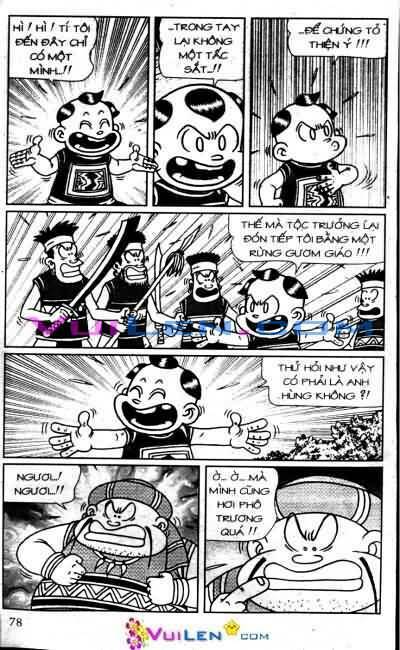 HÌ ! HÌ ! TÍ TÔI
ĐẾN ĐÂY CHỈ
CÓ MỘT
MÌNH...!!
...TRONG TAY
LẠI KHÔNG
MỘT TẤC
SẮT...!!
...ĐỂ CHỨNG TỎ
THIỆN Ý !!!
THẾ MÀ TỘC TRƯỞNG LẠI
ĐÓN TIẾP TÔI BẰNG MỘT
RỪNG GƯƠM GIÁO !!!
VUILEN.COM
THỬ HỎI NHƯ VẬY
CÓ PHẢI LÀ ANH
HÙNG KHÔNG ?!
NGƯƠI...!
NGƯƠI...!!
Ờ... Ờ... MÀ
MÌNH CŨNG
HƠI PHÔ
TRƯƠNG
QUÁ !!
78
VUILEN.COM